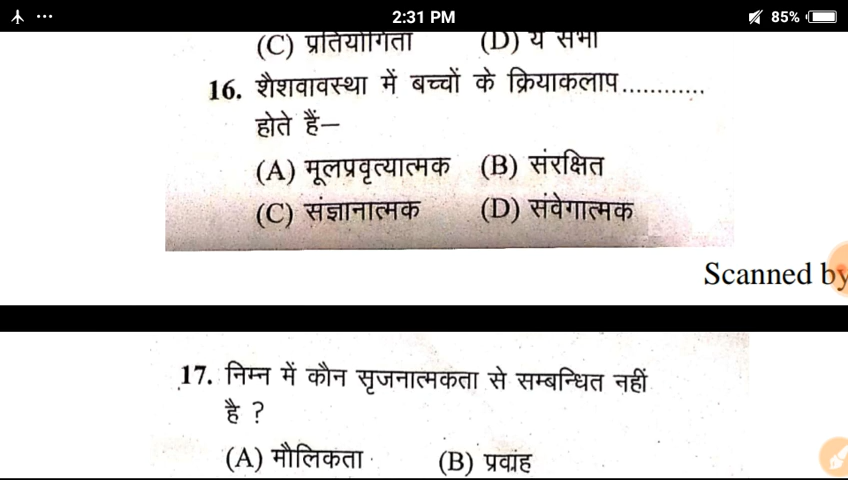 2:31 PM
85%
(C) प्रतियोगिता (D) ये सभी
16. शैशवावस्था में बच्चों के क्रियाकलाप............
होते हैं—
(A) मूलप्रवृत्यात्मक (B) संरक्षित
(C) संज्ञानात्मक (D) संवेगात्मक
Scanned by
17. निम्न में कौन सृजनात्मकता से सम्बन्धित नहीं
है ?
(A) मौलिकता (B) प्रवाह